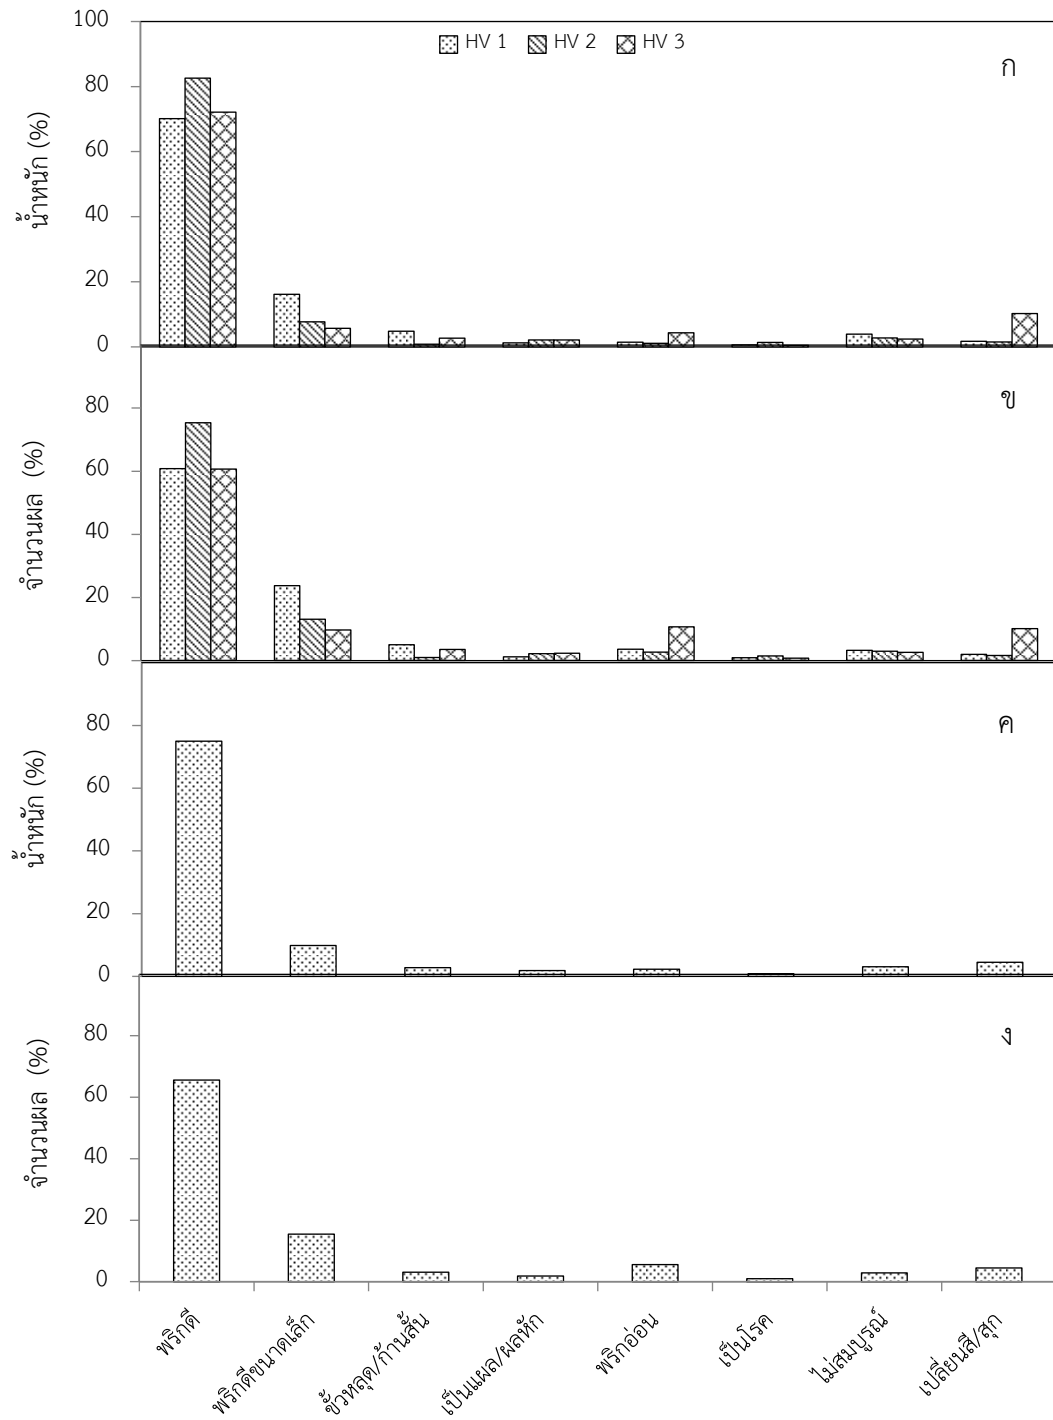 100
HV 1 HV 2 HV 3
ก
80
60
40
20
0
น้ำหนัก (%)
ข
80
60
40
20
0
จำนวนผล (%)
ค
80
60
40
20
0
น้ำหนัก (%)
ง
80
60
40
20
0
จำนวนผล (%)
พริกดี
พริกดีขนาดเล็ก
ขั้วหลุด/ก้านสั้น
เป็นแผล/ผลหัก
พริกอ่อน
เป็นโรค
ไม่สมบูรณ์
เปลี่ยนสี/สุก